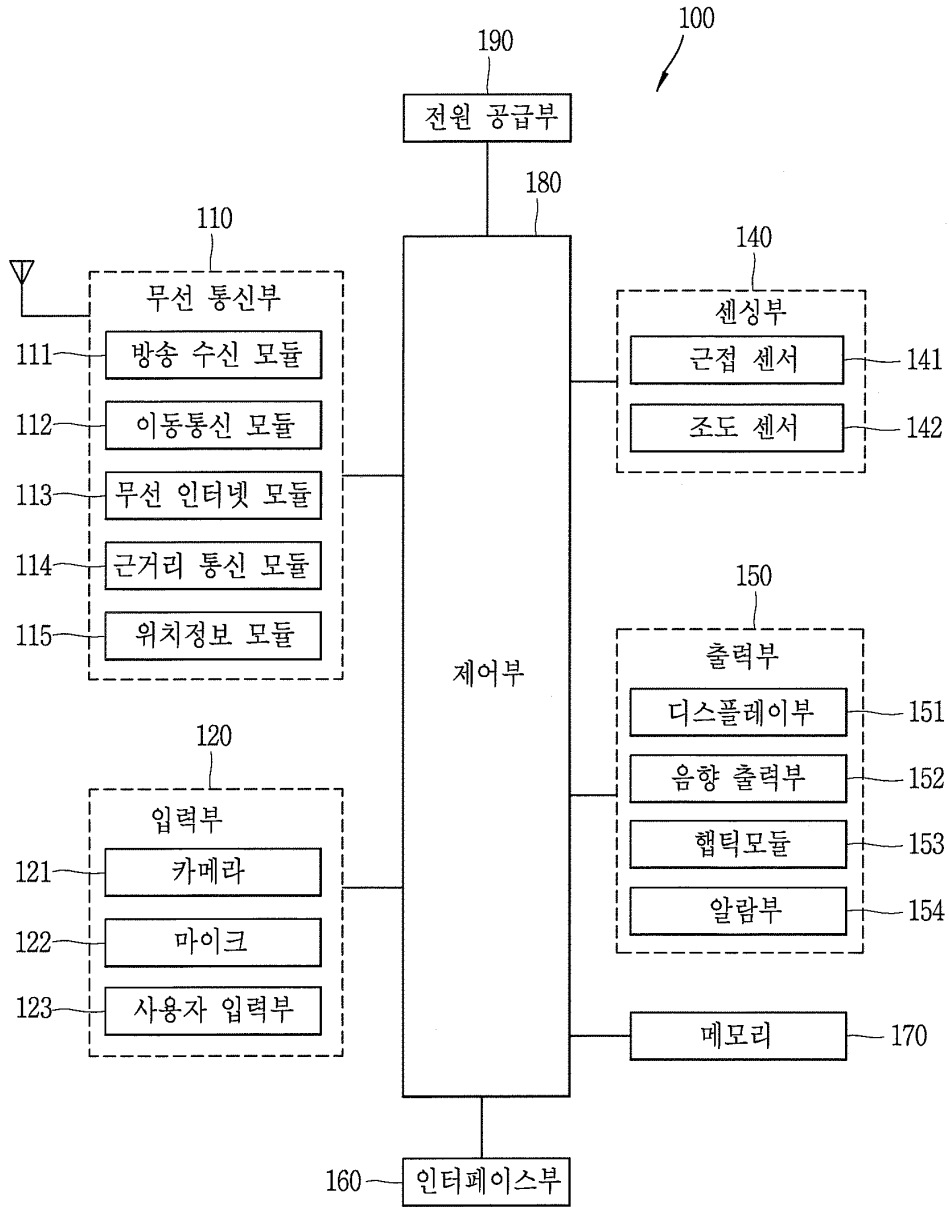 100
190
전원 공급부
180
110
무선 통신부
111 방송 수신 모듈
112 이동통신 모듈
113 무선 인터넷 모듈
114 근거리 통신 모듈
115 위치정보 모듈
120
입력부
121 카메라
122 마이크
123 사용자 입력부
제어부
140
센싱부
근접 센서 141
조도 센서 142
150
출력부
디스플레이부 151
음향 출력부 152
햅틱모듈 153
알람부 154
메모리 170
160 인터페이스부